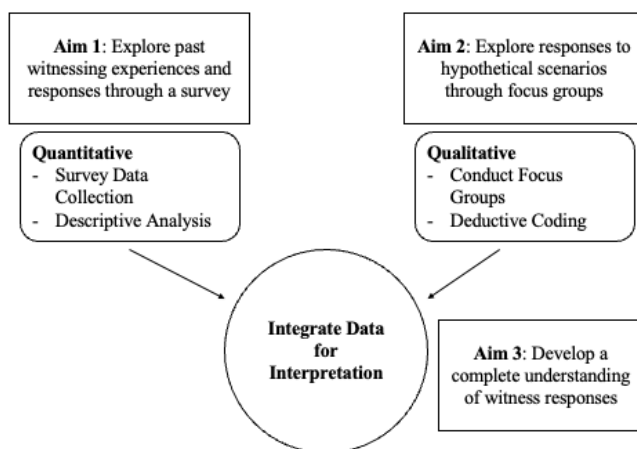 Aim 1: Explore past
witnessing experiences and
responses through a survey
Quantitative
- Survey Data
Collection
- Descriptive Analysis
Aim 2: Explore responses to
hypothetical scenarios
through focus groups
Qualitative
- Conduct Focus
Groups
- Deductive Coding
Integrate Data
for
Interpretation
Aim 3: Develop a
complete understanding
of witness responses